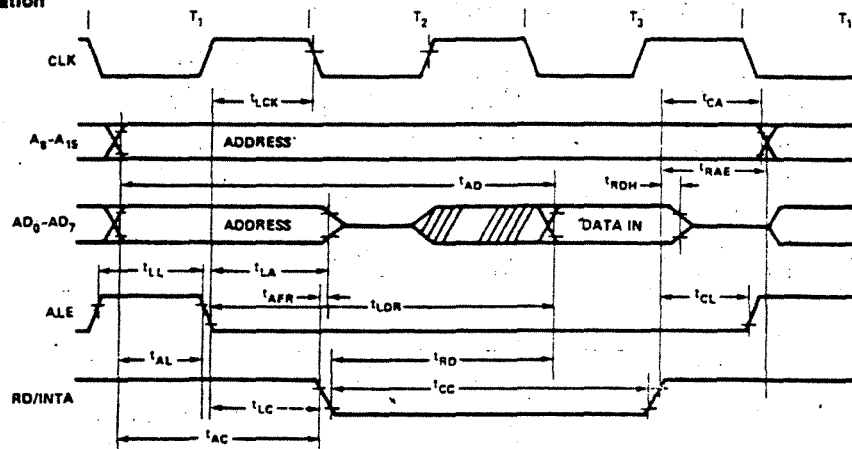 ation
T1 T2 T3 T1
CLK
tLCK tCA
A8-A15 ADDRESS
tAD tRDH tRAE
AD0-AD7 ADDRESS DATA IN
tLL tLA
tAFR tLDR tCL
ALE
tAL tRD
tCC
RD/INTA
tLC
tAC